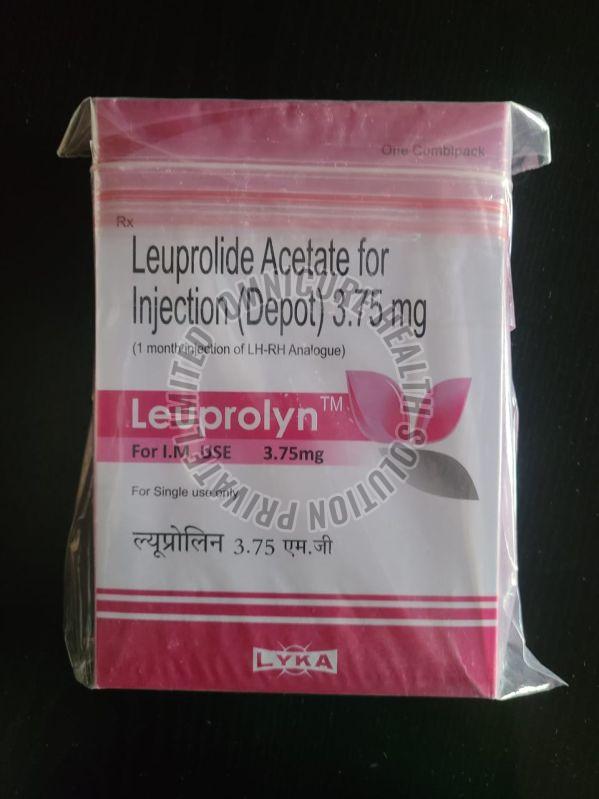 One Combipack
Rx
Leuprolide Acetate for
Injection (Depot) 3.75 mg
(1 month injection of LH-RH Analogue)
Leuprolyn™
For I.M. USE 3.75mg
For Single use only
ल्यूप्रोलिन 3.75 एम.जी
LYKA
OMNICURE HEALTH SOLUTION PRIVATE LIMITED